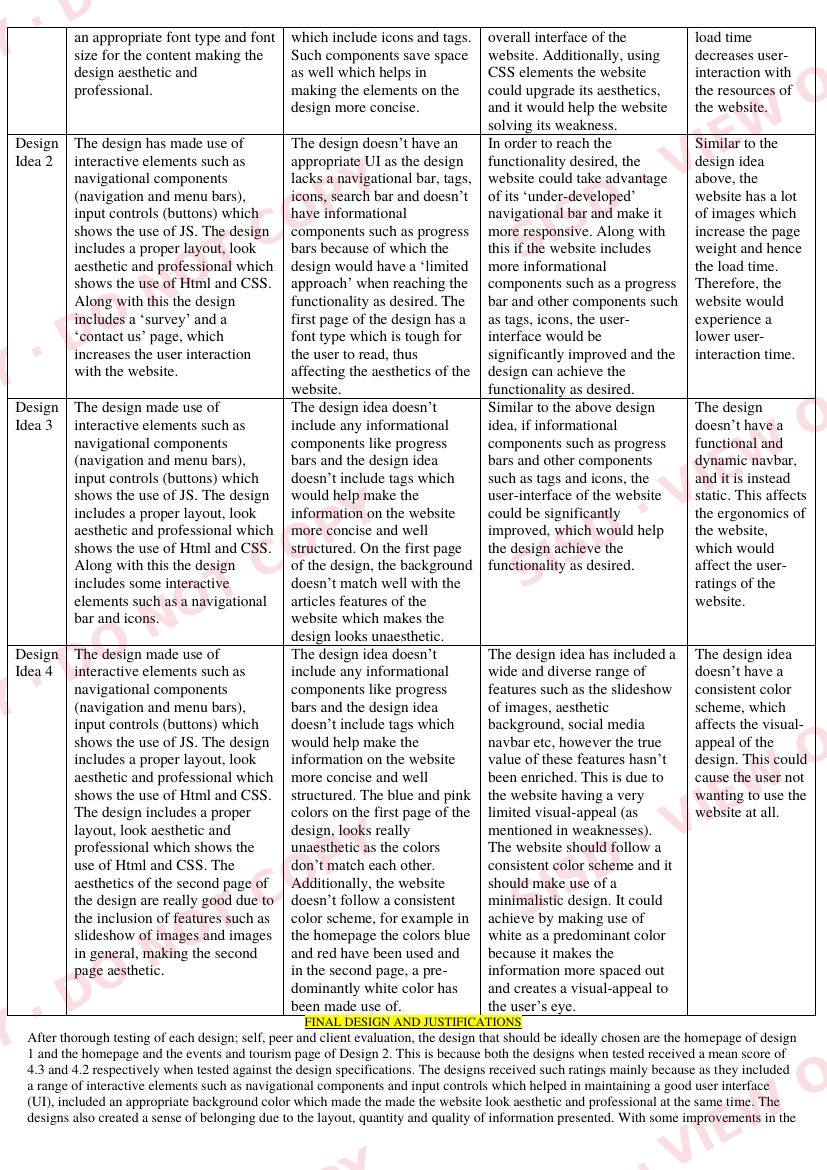 an appropriate font type and font
size for the content making the
design aesthetic and
professional.
which include icons and tags.
Such components save space
as well which helps in
making the elements on the
design more concise.
overall interface of the
website. Additionally, using
CSS elements the website
could upgrade its aesthetics,
and it would help the website
solving its weakness.
load time
decreases user-
interaction with
the resources of
the website.
Design
Idea 2
The design has made use of
interactive elements such as
navigational components
(navigation and menu bars),
input controls (buttons) which
shows the use of JS. The design
includes a proper layout, look
aesthetic and professional which
shows the use of Html and CSS.
Along with this the design
includes a ‘survey’ and a
‘contact us’ page, which
increases the user interaction
with the website.
The design doesn’t have an
appropriate UI as the design
lacks a navigational bar, tags,
icons, search bar and doesn’t
have informational
components such as progress
bars because of which the
design would have a ‘limited
approach’ when reaching the
functionality as desired. The
first page of the design has a
font type which is tough for
the user to read, thus
affecting the aesthetics of the
website.
In order to reach the
functionality desired, the
website could take advantage
of its ‘under-developed’
navigational bar and make it
more responsive. Along with
this if the website includes
more informational
components such as a progress
bar and other components such
as tags, icons, the user-
interface would be
significantly improved and the
design can achieve the
functionality as desired.
Similar to the
design idea
above, the
website has a lot
of images which
increase the page
weight and hence
the load time.
Therefore, the
website would
experience a
lower user-
interaction time.
Design
Idea 3
The design made use of
interactive elements such as
navigational components
(navigation and menu bars),
input controls (buttons) which
shows the use of JS. The design
includes a proper layout, look
aesthetic and professional which
shows the use of Html and CSS.
Along with this the design
includes some interactive
elements such as a navigational
bar and icons.
The design idea doesn’t
include any informational
components like progress
bars and the design idea
doesn’t include tags which
would help make the
information on the website
more concise and well
structured. On the first page
of the design, the background
doesn’t match well with the
articles features of the
website which makes the
design looks unaesthetic.
Similar to the above design
idea, if informational
components such as progress
bars and other components
such as tags and icons, the
user-interface of the website
could be significantly
improved, which would help
the design achieve the
functionality as desired.
The design
doesn’t have a
functional and
dynamic navbar,
and it is instead
static. This affects
the ergonomics of
the website,
which would
affect the user-
ratings of the
website.
Design
Idea 4
The design made use of
interactive elements such as
navigational components
(navigation and menu bars),
input controls (buttons) which
shows the use of JS. The design
includes a proper layout, look
aesthetic and professional which
shows the use of Html and CSS.
The design includes a proper
layout, look aesthetic and
professional which shows the
use of Html and CSS. The
aesthetics of the second page of
the design are really good due to
the inclusion of features such as
slideshow of images and images
in general, making the second
page aesthetic.
The design idea doesn’t
include any informational
components like progress
bars and the design idea
doesn’t include tags which
would help make the
information on the website
more concise and well
structured. The blue and pink
colors on the first page of the
design, looks really
unaesthetic as the colors
don’t match each other.
Additionally, the website
doesn’t follow a consistent
color scheme, for example in
the homepage the colors blue
and red have been used and
in the second page, a pre-
dominantly white color has
been made use of.
The design idea has included a
wide and diverse range of
features such as the slideshow
of images, aesthetic
background, social media
navbar etc, however the true
value of these features hasn’t
been enriched. This is due to
the website having a very
limited visual-appeal (as
mentioned in weaknesses).
The website should follow a
consistent color scheme and it
should make use of a
minimalistic design. It could
achieve by making use of
white as a predominant color
because it makes the
information more spaced out
and creates a visual-appeal to
the user’s eye.
The design idea
doesn’t have a
consistent color
scheme, which
affects the visual-
appeal of the
design. This could
cause the user not
wanting to use the
website at all.
FINAL DESIGN AND JUSTIFICATIONS
After thorough testing of each design; self, peer and client evaluation, the design that should be ideally chosen are the homepage of design
1 and the homepage and the events and tourism page of Design 2. This is because both the designs when tested received a mean score of
4.3 and 4.2 respectively when tested against the design specifications. The designs received such ratings mainly because as they included
a range of interactive elements such as navigational components and input controls which helped in maintaining a good user interface
(UI), included an appropriate background color which made the made the website look aesthetic and professional at the same time. The
designs also created a sense of belonging due to the layout, quantity and quality of information presented. With some improvements in the